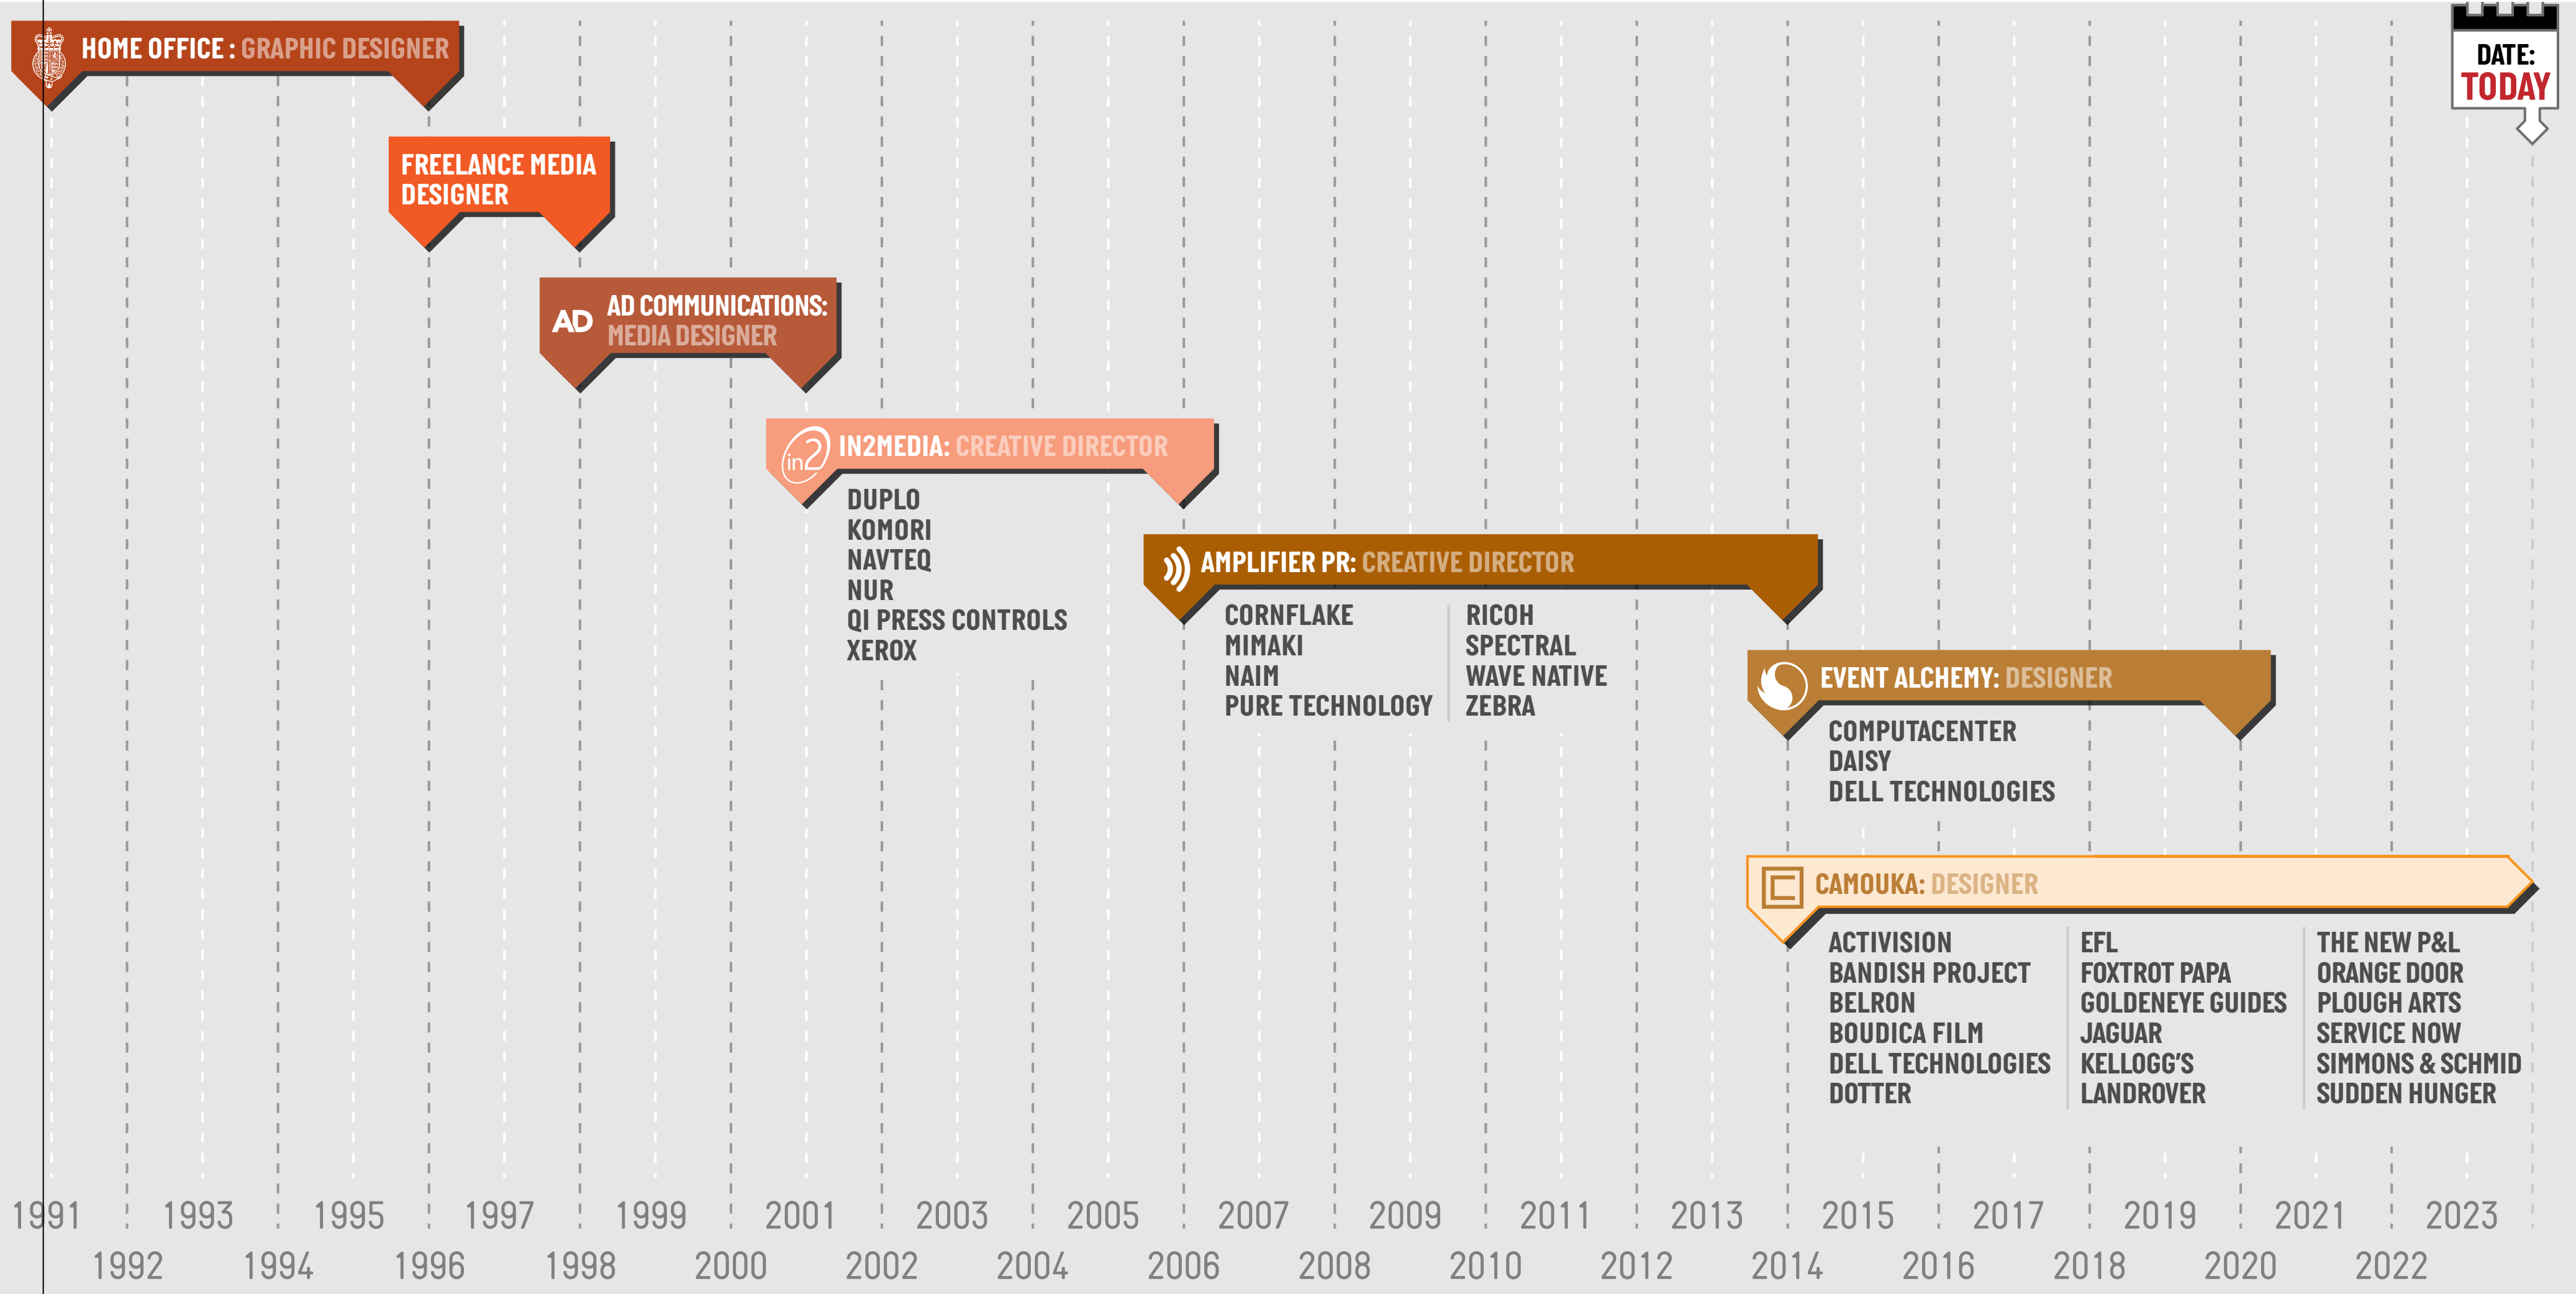 HOME OFFICE : GRAPHIC DESIGNER
DATE:
TODAY
FREELANCE MEDIA
DESIGNER
AD
AD COMMUNICATIONS:
MEDIA DESIGNER
in2
IN2MEDIA: CREATIVE DIRECTOR
DUPLO
KOMORI
NAVTEQ
NUR
QI PRESS CONTROLS
XEROX
AMPLIFIER PR: CREATIVE DIRECTOR
CORNFLAKE
MIMAKI
NAIM
PURE TECHNOLOGY
RICOH
SPECTRAL
WAVE NATIVE
ZEBRA
EVENT ALCHEMY: DESIGNER
COMPUTACENTER
DAISY
DELL TECHNOLOGIES
CAMOUKA: DESIGNER
ACTIVISION
BANDISH PROJECT
BELRON
BOUDICA FILM
DELL TECHNOLOGIES
DOTTER
EFL
FOXTROT PAPA
GOLDENEYE GUIDES
JAGUAR
KELLOGG'S
LANDROVER
THE NEW P&L
ORANGE DOOR
PLOUGH ARTS
SERVICE NOW
SIMMONS & SCHMID
SUDDEN HUNGER
1991 1993 1995 1997 1999 2001 2003 2005 2007 2009 2011 2013 2015 2017 2019 2021 2023
1992 1994 1996 1998 2000 2002 2004 2006 2008 2010 2012 2014 2016 2018 2020 2022